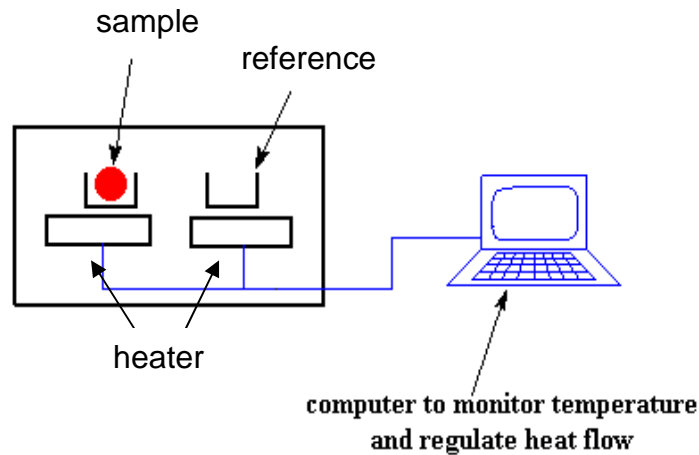 sample
reference
heater
computer to monitor temperature
and regulate heat flow